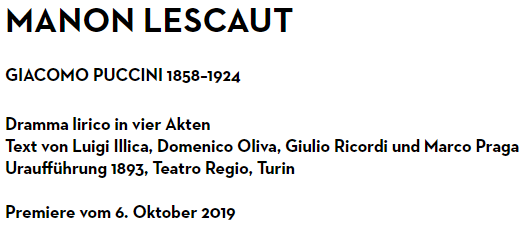 MANON LESCAUT
GIACOMO PUCCINI 1858–1924
Dramma lirico in vier Akten
Text von Luigi Illica, Domenico Oliva, Giulio Ricordi und Marco Praga
Uraufführung 1893, Teatro Regio, Turin
Premiere vom 6. Oktober 2019